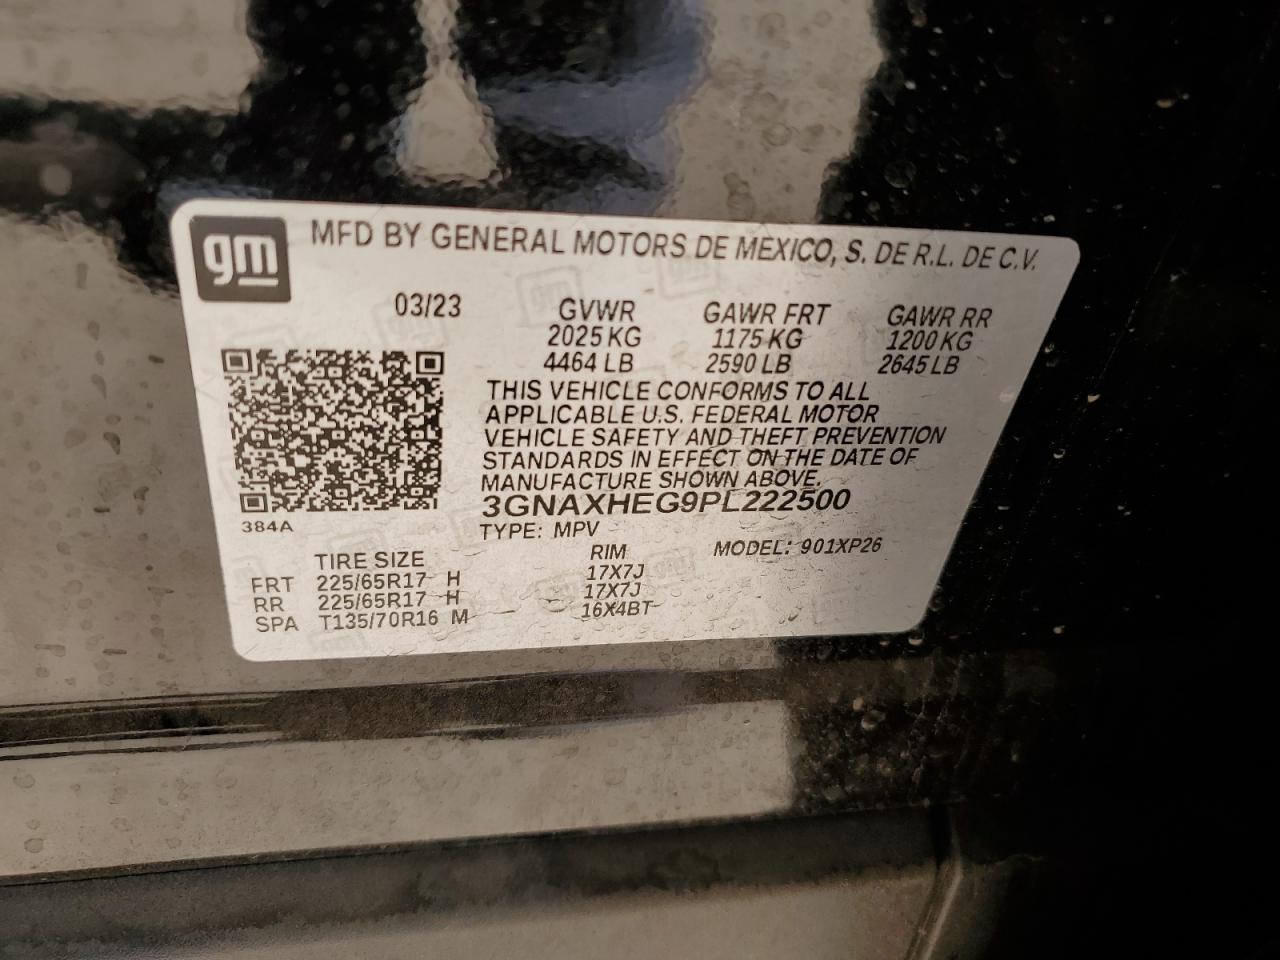 gm
MFD BY GENERAL MOTORS DE MEXICO, S. DE R.L. DE C.V.
03/23 GVWR GAWR FRT GAWR RR
2025 KG 1175 KG 1200 KG
4464 LB 2590 LB 2645 LB
THIS VEHICLE CONFORMS TO ALL
APPLICABLE U.S. FEDERAL MOTOR
VEHICLE SAFETY AND THEFT PREVENTION
STANDARDS IN EFFECT ON THE DATE OF
MANUFACTURE SHOWN ABOVE.
3GNAXHEG9PL222500
384A
TYPE: MPV MODEL: 901XP26
TIRE SIZE RIM
FRT 225/65R17 H 17X7J
RR 225/65R17 H 17X7J
SPA T135/70R16 M 16X4BT